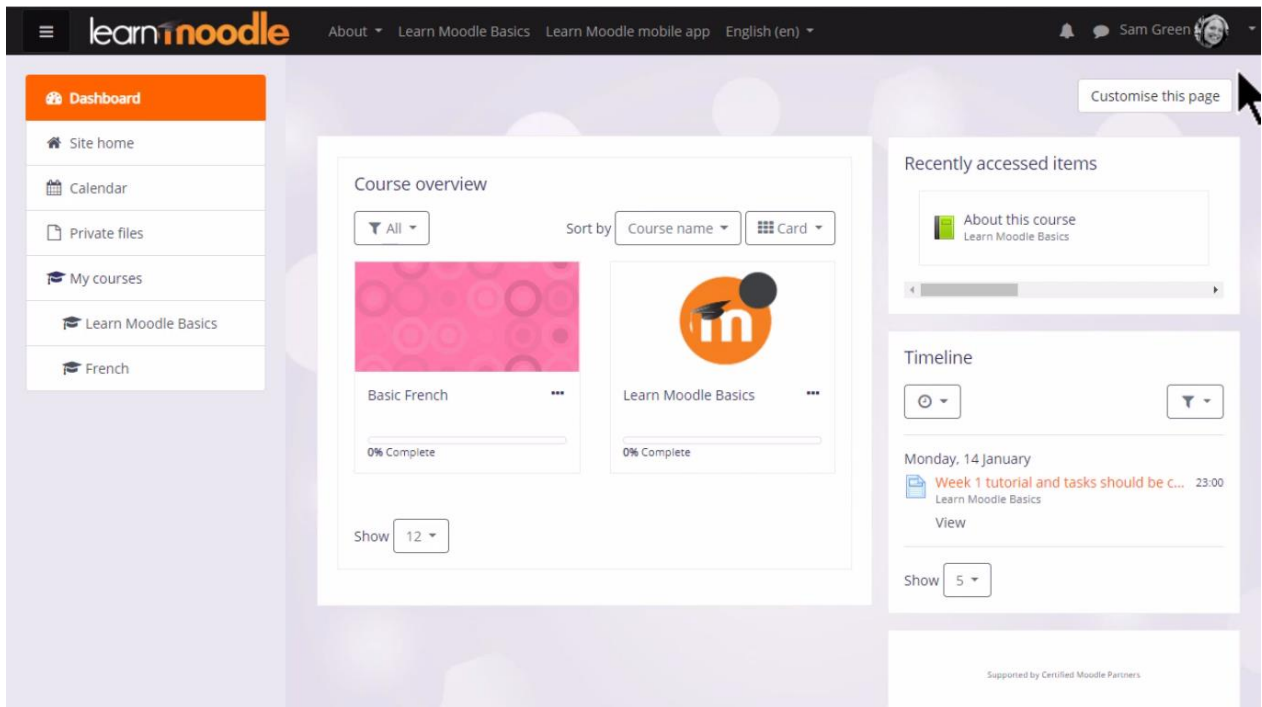 learnmoodle
About Learn Moodle Basics Learn Moodle mobile app English (en)
Sam Green
Dashboard
Site home
Calendar
Private files
My courses
Learn Moodle Basics
French
Customise this page
Course overview
All
Sort by Course name Card
m
Basic French ...
0% Complete
Learn Moodle Basics ...
0% Complete
Show 12
Recently accessed items
About this course
Learn Moodle Basics
Timeline
Monday, 14 January
Week 1 tutorial and tasks should be c... 23:00
Learn Moodle Basics
View
Show 5
Supported by Certified Moodle Partners